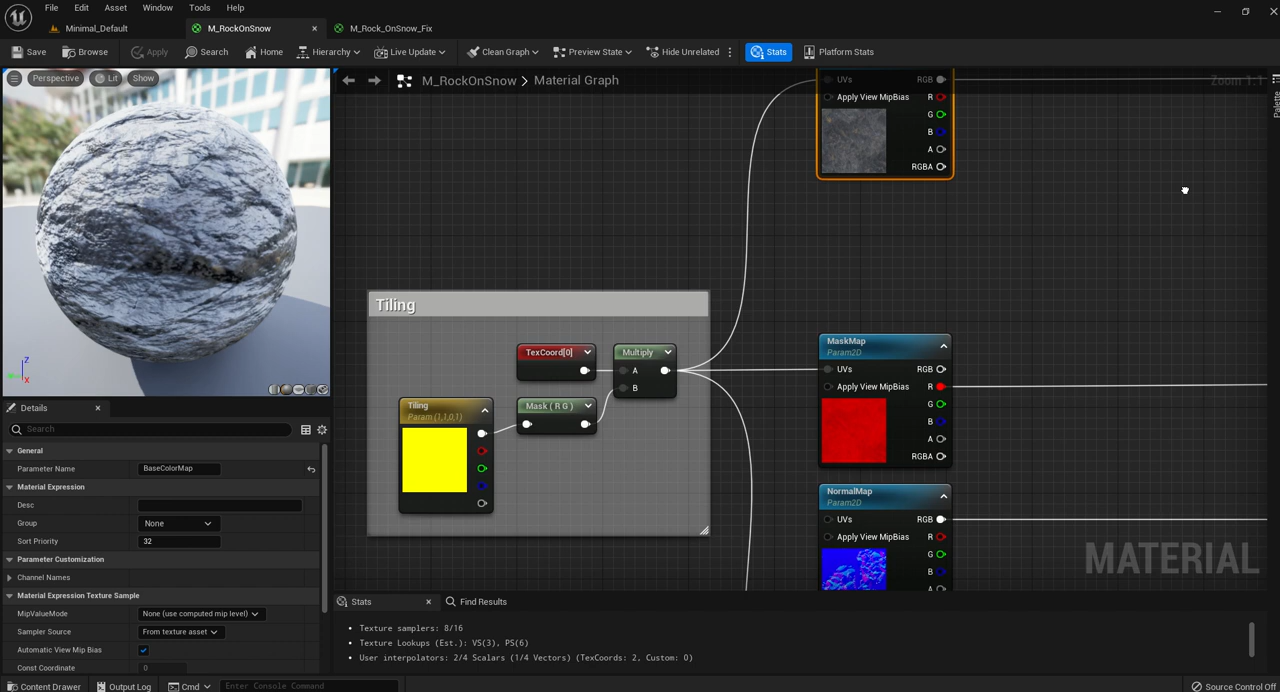 File Edit Asset Window Tools Help
Minimal_Default M_RockOnSnow M_Rock_OnSnow_Fix
Save Browse Apply Search Home Hierarchy Live Update Clean Graph Preview State Hide Unrelated Stats Platform Stats
Perspective Lit Show
M_RockOnSnow > Material Graph
Zoom 1:1
Palette
UVs RGB
Apply View MipBias R
G
B
A
RGBA
Tiling
TexCoord[0]
Multiply
A
B
Tiling
Param (1,1,0,1)
Mask ( R G )
MaskMap
Param2D
UVs RGB
Apply View MipBias R
G
B
A
RGBA
NormalMap
Param2D
UVs RGB
Apply View MipBias R
G
B
A
MATERIAL
Z
X
Details
Search
General
Parameter Name BaseColorMap
Material Expression
Desc
Group None
Sort Priority 32
Parameter Customization
Channel Names
Material Expression Texture Sample
MipValueMode None (use computed mip level)
Sampler Source From texture asset
Automatic View Mip Bias
Const Coordinate 0
Stats Find Results
Texture samplers: 8/16
Texture Lookups (Est.): VS(3), PS(6)
User interpolators: 2/4 Scalars (1/4 Vectors) (TexCoords: 2, Custom: 0)
Content Drawer Output Log Cmd Enter Console Command Source Control Off